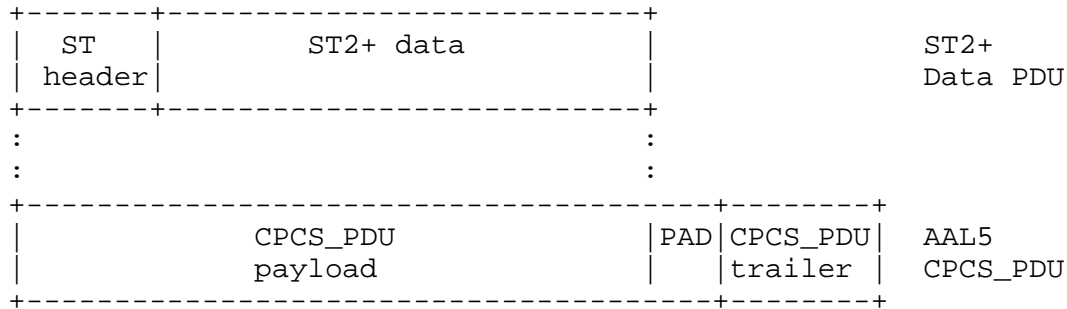 +-------+---------------------------+
|  ST   |        ST2+ data          |               ST2+
| header|                           |               Data PDU
+-------+---------------------------+
:                                   :
:                                   :
+---------------------------------------+--------+
|             CPCS_PDU              |PAD|CPCS_PDU|  AAL5
|             payload               |   |trailer |  CPCS_PDU
+---------------------------------------+--------+